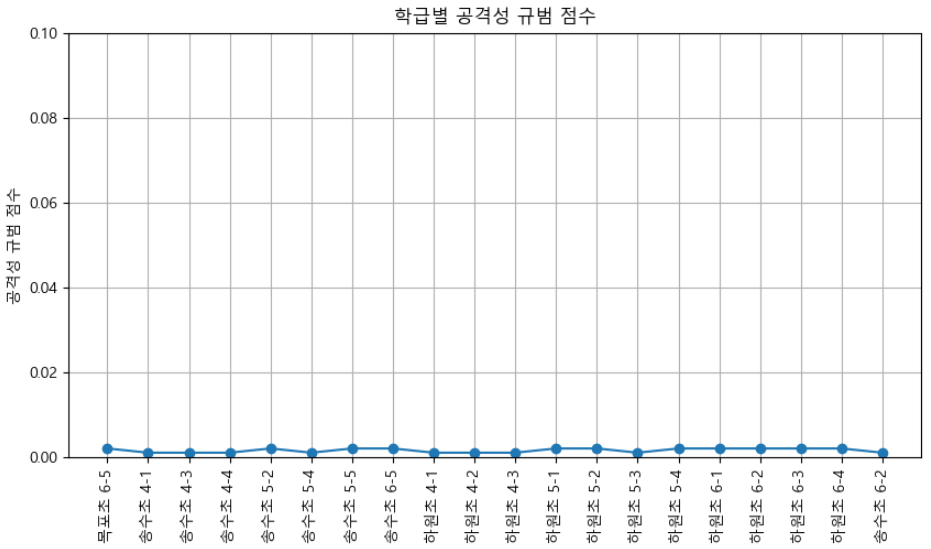 학급별 공격성 규범 점수
공격성 규범 점수
0.10
0.08
0.06
0.04
0.02
0.00
목포초 6-5
송수초 4-1
송수초 4-3
송수초 4-4
송수초 5-2
송수초 5-4
송수초 5-5
송수초 6-5
하원초 4-1
하원초 4-2
하원초 4-3
하원초 5-1
하원초 5-2
하원초 5-3
하원초 5-4
하원초 6-1
하원초 6-2
하원초 6-3
하원초 6-4
송수초 6-2